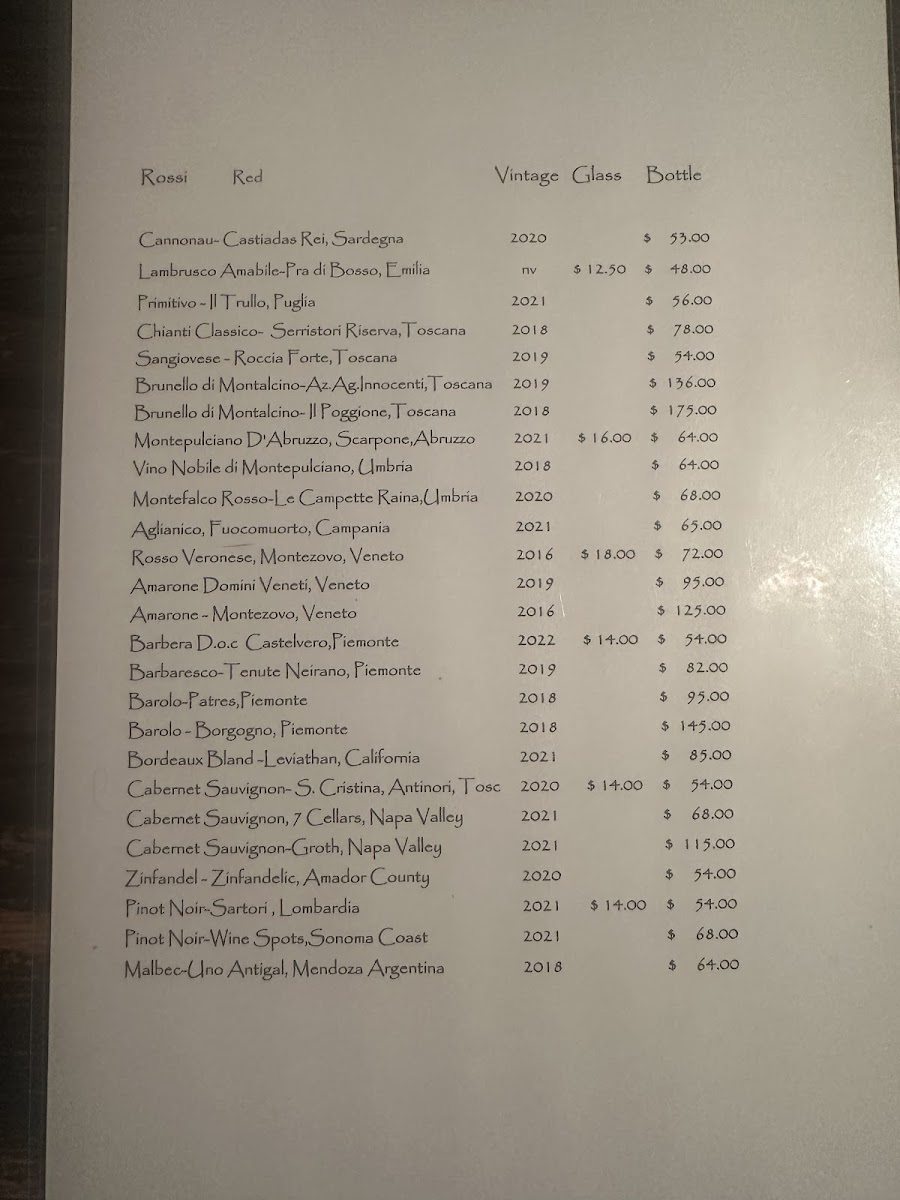 Rossi Red Vintage Glass Bottle
Cannonau- Castiadas Rei, Sardegna 2020 $ 53.00
Lambrusco Amabile-Pra di Bosso, Emilia nv $ 12.50 $ 48.00
Primitivo - Il Trullo, Puglia 2021 $ 56.00
Chianti Classico- Serristori Riserva,Toscana 2018 $ 78.00
Sangiovese - Roccia Forte,Toscana 2019 $ 54.00
Brunello di Montalcino-Az.Ag.Innocenti,Toscana 2019 $ 136.00
Brunello di Montalcino- Il Poggione,Toscana 2018 $ 175.00
Montepulciano D'Abruzzo, Scarpone,Abruzzo 2021 $ 16.00 $ 64.00
Vino Nobile di Montepulciano, Umbria 2018 $ 64.00
Montefalco Rosso-Le Campette Raina,Umbria 2020 $ 68.00
Aglianico, Fuocomuorto, Campania 2021 $ 65.00
Rosso Veronese, Montezovo, Veneto 2016 $ 18.00 $ 72.00
Amarone Domini Veneti, Veneto 2019 $ 95.00
Amarone - Montezovo, Veneto 2016 $ 125.00
Barbera D.o.c Castelvero,Piemonte 2022 $ 14.00 $ 54.00
Barbaresco-Tenute Neirano, Piemonte 2019 $ 82.00
Barolo-Patres,Piemonte 2018 $ 95.00
Barolo - Borgogno, Piemonte 2018 $ 145.00
Bordeaux Bland -Leviathan, California 2021 $ 85.00
Cabernet Sauvignon- S. Cristina, Antinori, Tosc 2020 $ 14.00 $ 54.00
Cabernet Sauvignon, 7 Cellars, Napa Valley 2021 $ 68.00
Cabernet Sauvignon-Groth, Napa Valley 2021 $ 115.00
Zinfandel - Zinfandelic, Amador County 2020 $ 54.00
Pinot Noir-Sartori , Lombardia 2021 $ 14.00 $ 54.00
Pinot Noir-Wine Spots,Sonoma Coast 2021 $ 68.00
Malbec-Uno Antigal, Mendoza Argentina 2018 $ 64.00